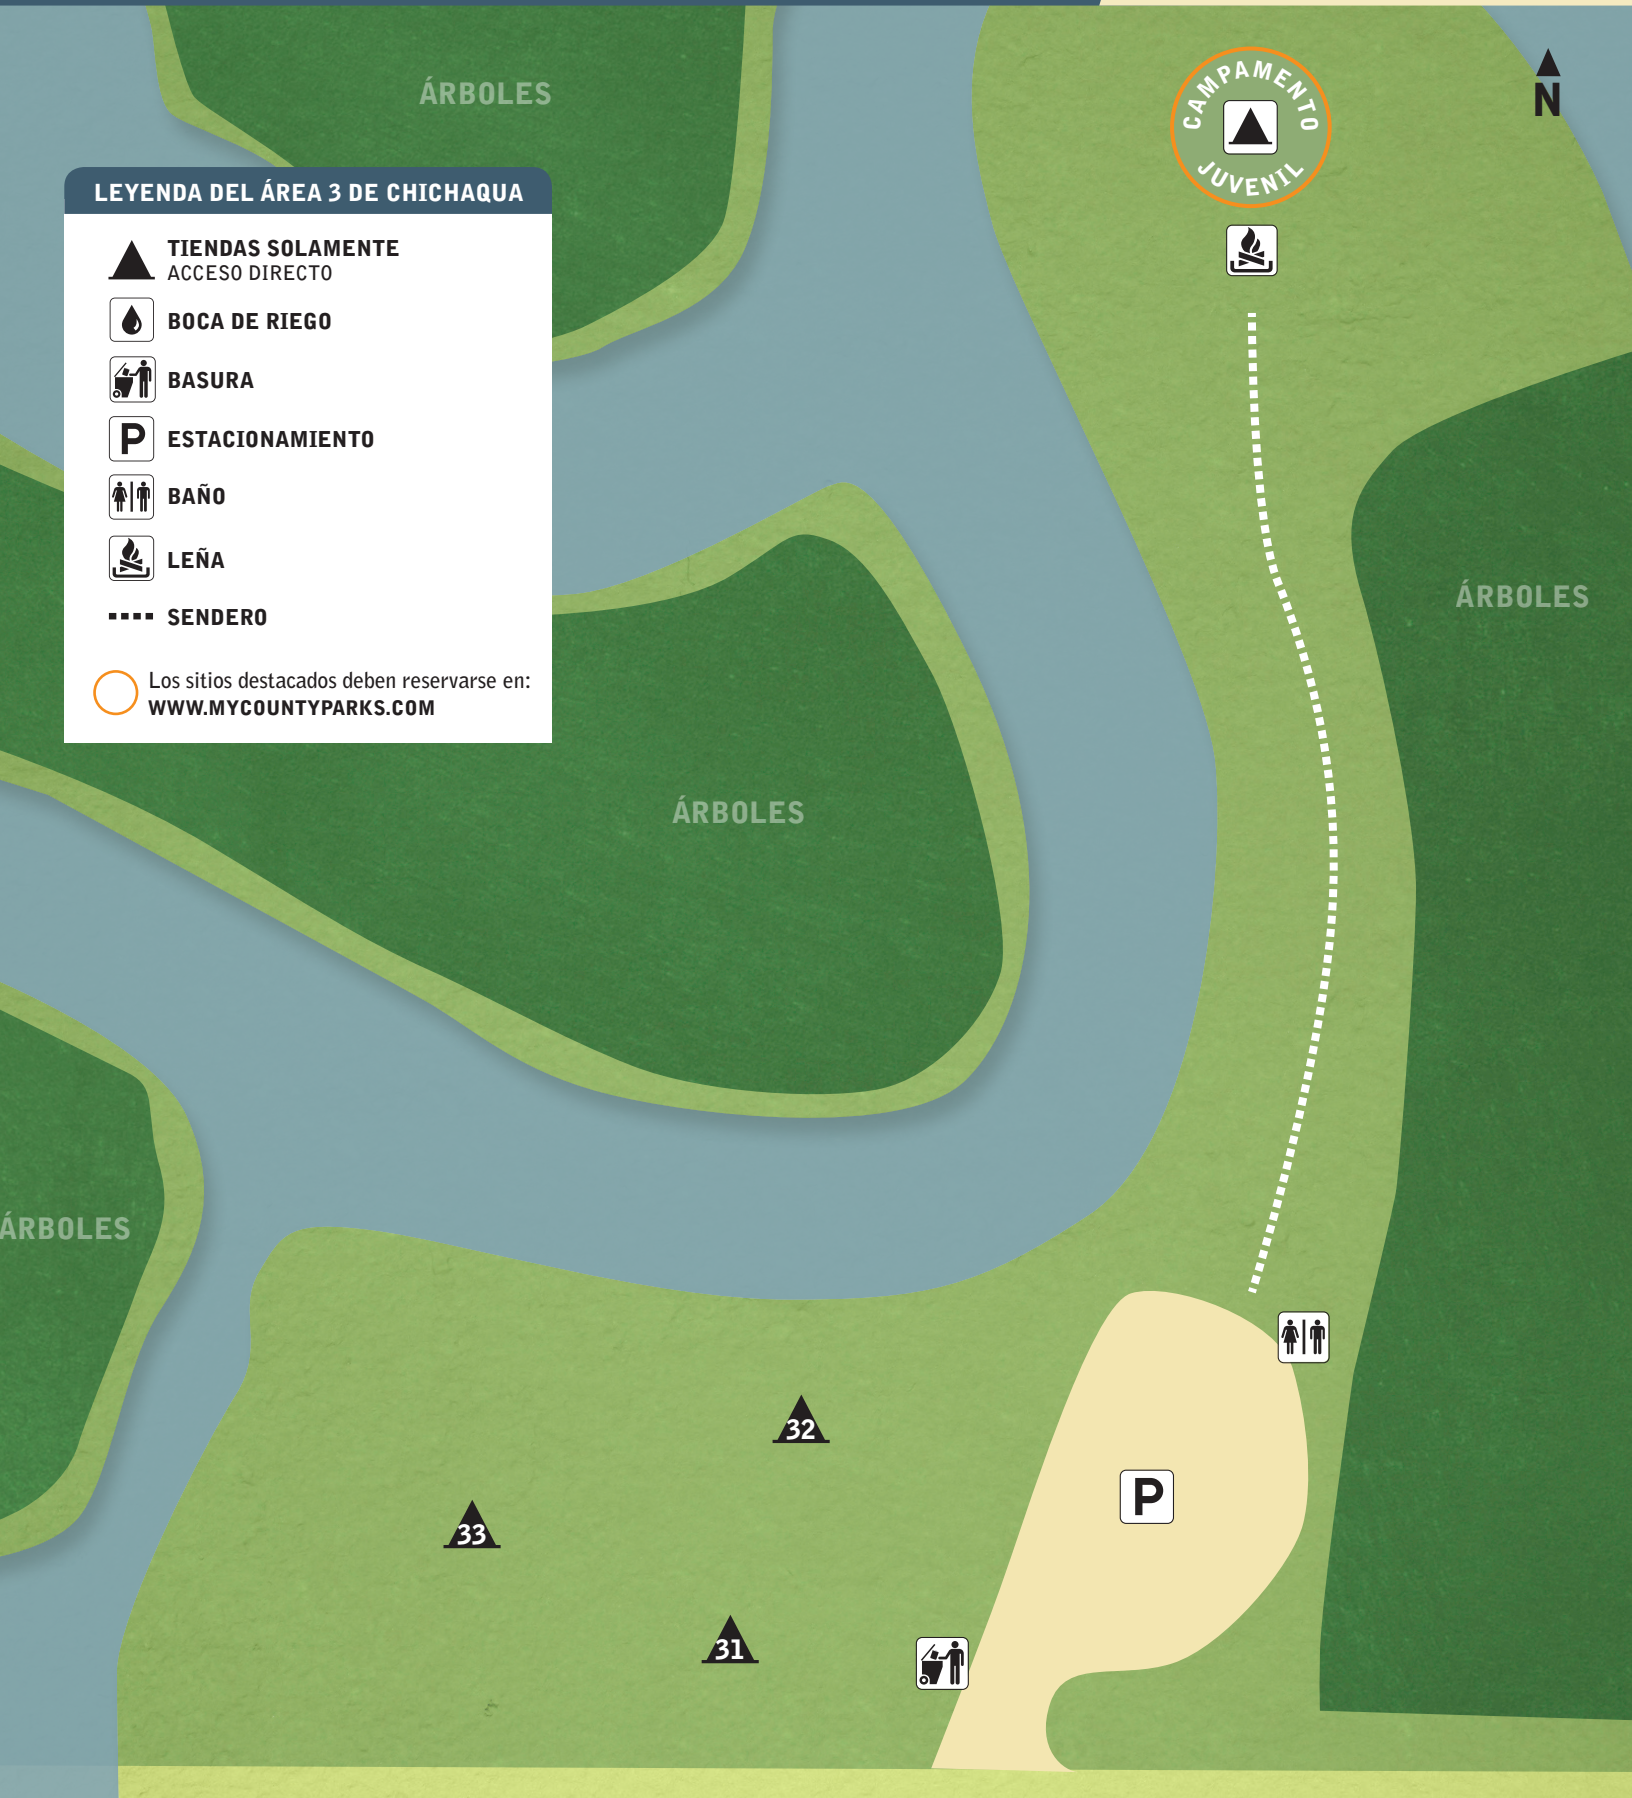 ÁRBOLES
CAMPAMENTO
JUVENIL
N
LEYENDA DEL ÁREA 3 DE CHICHAQUA
TIENDAS SOLAMENTE
ACCESO DIRECTO
BOCA DE RIEGO
BASURA
P ESTACIONAMIENTO
BAÑO
LEÑA
SENDERO
Los sitios destacados deben reservarse en:
WWW.MYCOUNTYPARKS.COM
ÁRBOLES
ÁRBOLES
ÁRBOLES
32
P
33
31